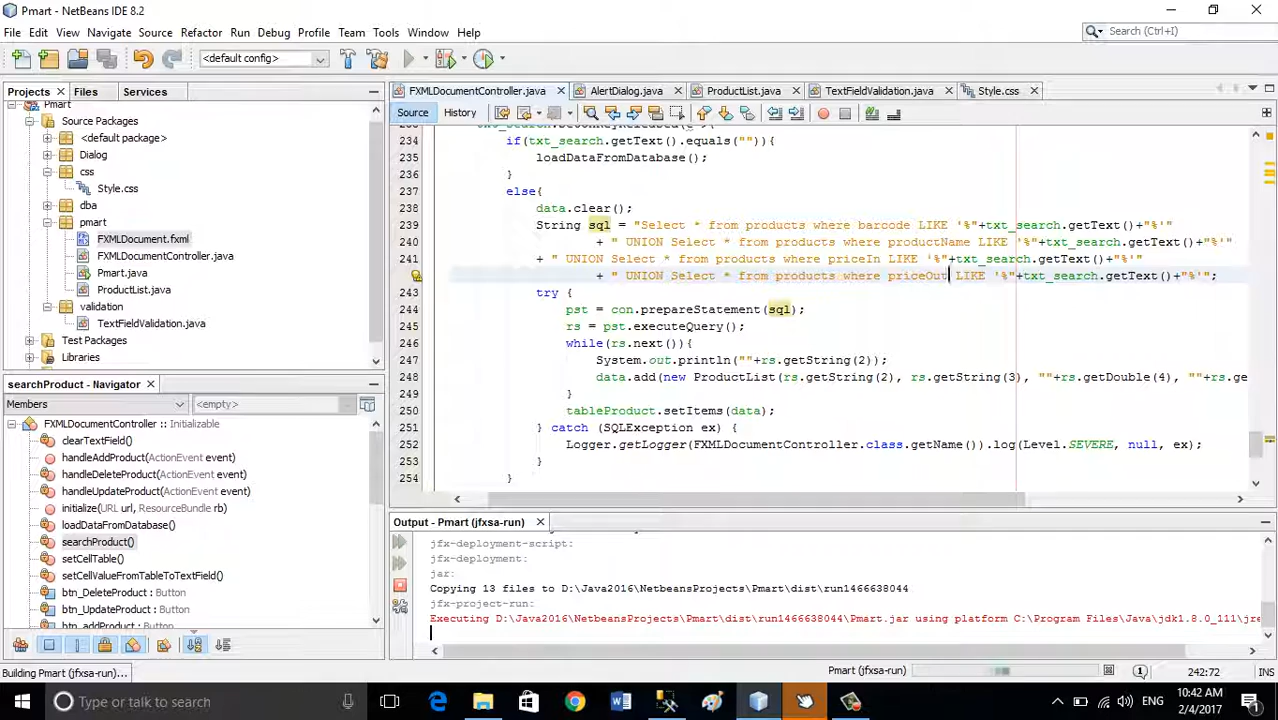 Pmart - NetBeans IDE 8.2
File Edit View Navigate Source Refactor Run Debug Profile Team Tools Window Help
Search (Ctrl+I)
<default config>
Projects Files Services
FXMLDocumentController.java AlertDialog.java ProductList.java TextFieldValidation.java Style.css
Pmart
Source Packages
<default package>
Dialog
css
Style.css
dba
pmart
FXMLDocument.fxml
FXMLDocumentController.java
Pmart.java
ProductList.java
validation
TextFieldValidation.java
Test Packages
Libraries
Source History
234 if(txt_search.getText().equals("")){
235 loadDataFromDatabase();
236 }
237 else{
238 data.clear();
239 String sql = "Select * from products where barcode LIKE '%"+txt_search.getText()+"%'"
240 + " UNION Select * from products where productName LIKE '%"+txt_search.getText()+"%'"
241 + " UNION Select * from products where priceIn LIKE '%"+txt_search.getText()+"%'"
+ " UNION Select * from products where priceOut LIKE '%"+txt_search.getText()+"%'";
243 try {
244 pst = con.prepareStatement(sql);
245 rs = pst.executeQuery();
246 while(rs.next()){
247 System.out.println(""+rs.getString(2));
248 data.add(new ProductList(rs.getString(2), rs.getString(3), ""+rs.getDouble(4), ""+rs.ge
249 }
250 tableProduct.setItems(data);
251 } catch (SQLException ex) {
252 Logger.getLogger(FXMLDocumentController.class.getName()).log(Level.SEVERE, null, ex);
253 }
254 }
searchProduct - Navigator
Members <empty>
FXMLDocumentController :: Initializable
clearTextField()
handleAddProduct(ActionEvent event)
handleDeleteProduct(ActionEvent event)
handleUpdateProduct(ActionEvent event)
initialize(URL url, ResourceBundle rb)
loadDataFromDatabase()
searchProduct()
setCellTable()
setCellValueFromTableToTextField()
btn_DeleteProduct : Button
btn_UpdateProduct : Button
btn_addProduct : Button
Output - Pmart (jfxsa-run)
jfx-deployment-script:
jfx-deployment:
jar:
Copying 13 files to D:\Java2016\NetbeansProjects\Pmart\dist\run1466638044
jfx-project-run:
Executing D:\Java2016\NetbeansProjects\Pmart\dist\run1466638044\Pmart.jar using platform C:\Program Files\Java\jdk1.8.0_111\jre
Building Pmart (jfxsa-run)... Pmart (jfxsa-run) 242:72 INS
Type or talk to search
ENG
10:42 AM
2/4/2017